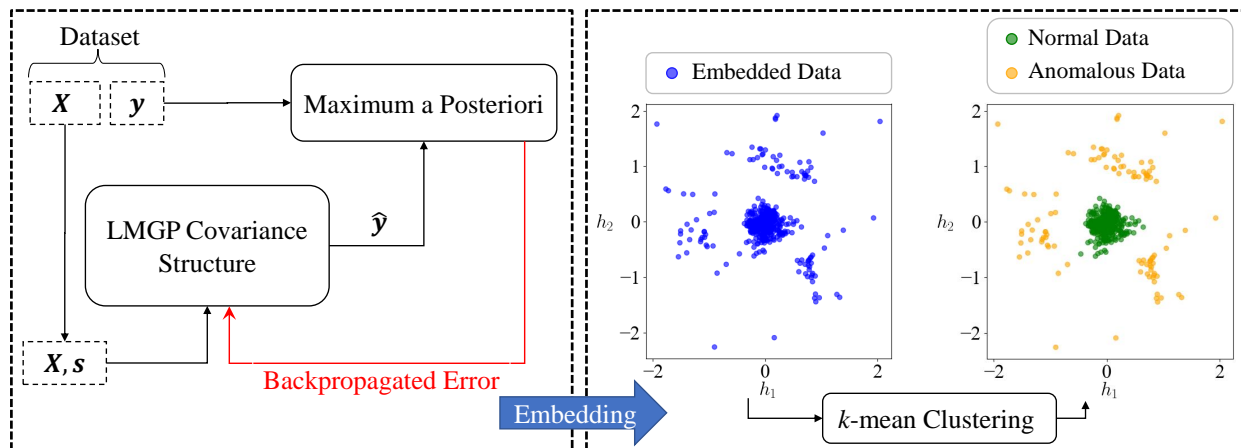 Dataset
X
y
Maximum a Posteriori
LMGP Covariance
Structure
ŷ
X, s
Backpropagated Error
Embedding
Embedded Data
2
1
0
−1
−2
h₂
−2
0
2
h₁
Normal Data
Anomalous Data
2
1
0
−1
−2
h₂
−2
0
2
h₁
k-mean Clustering